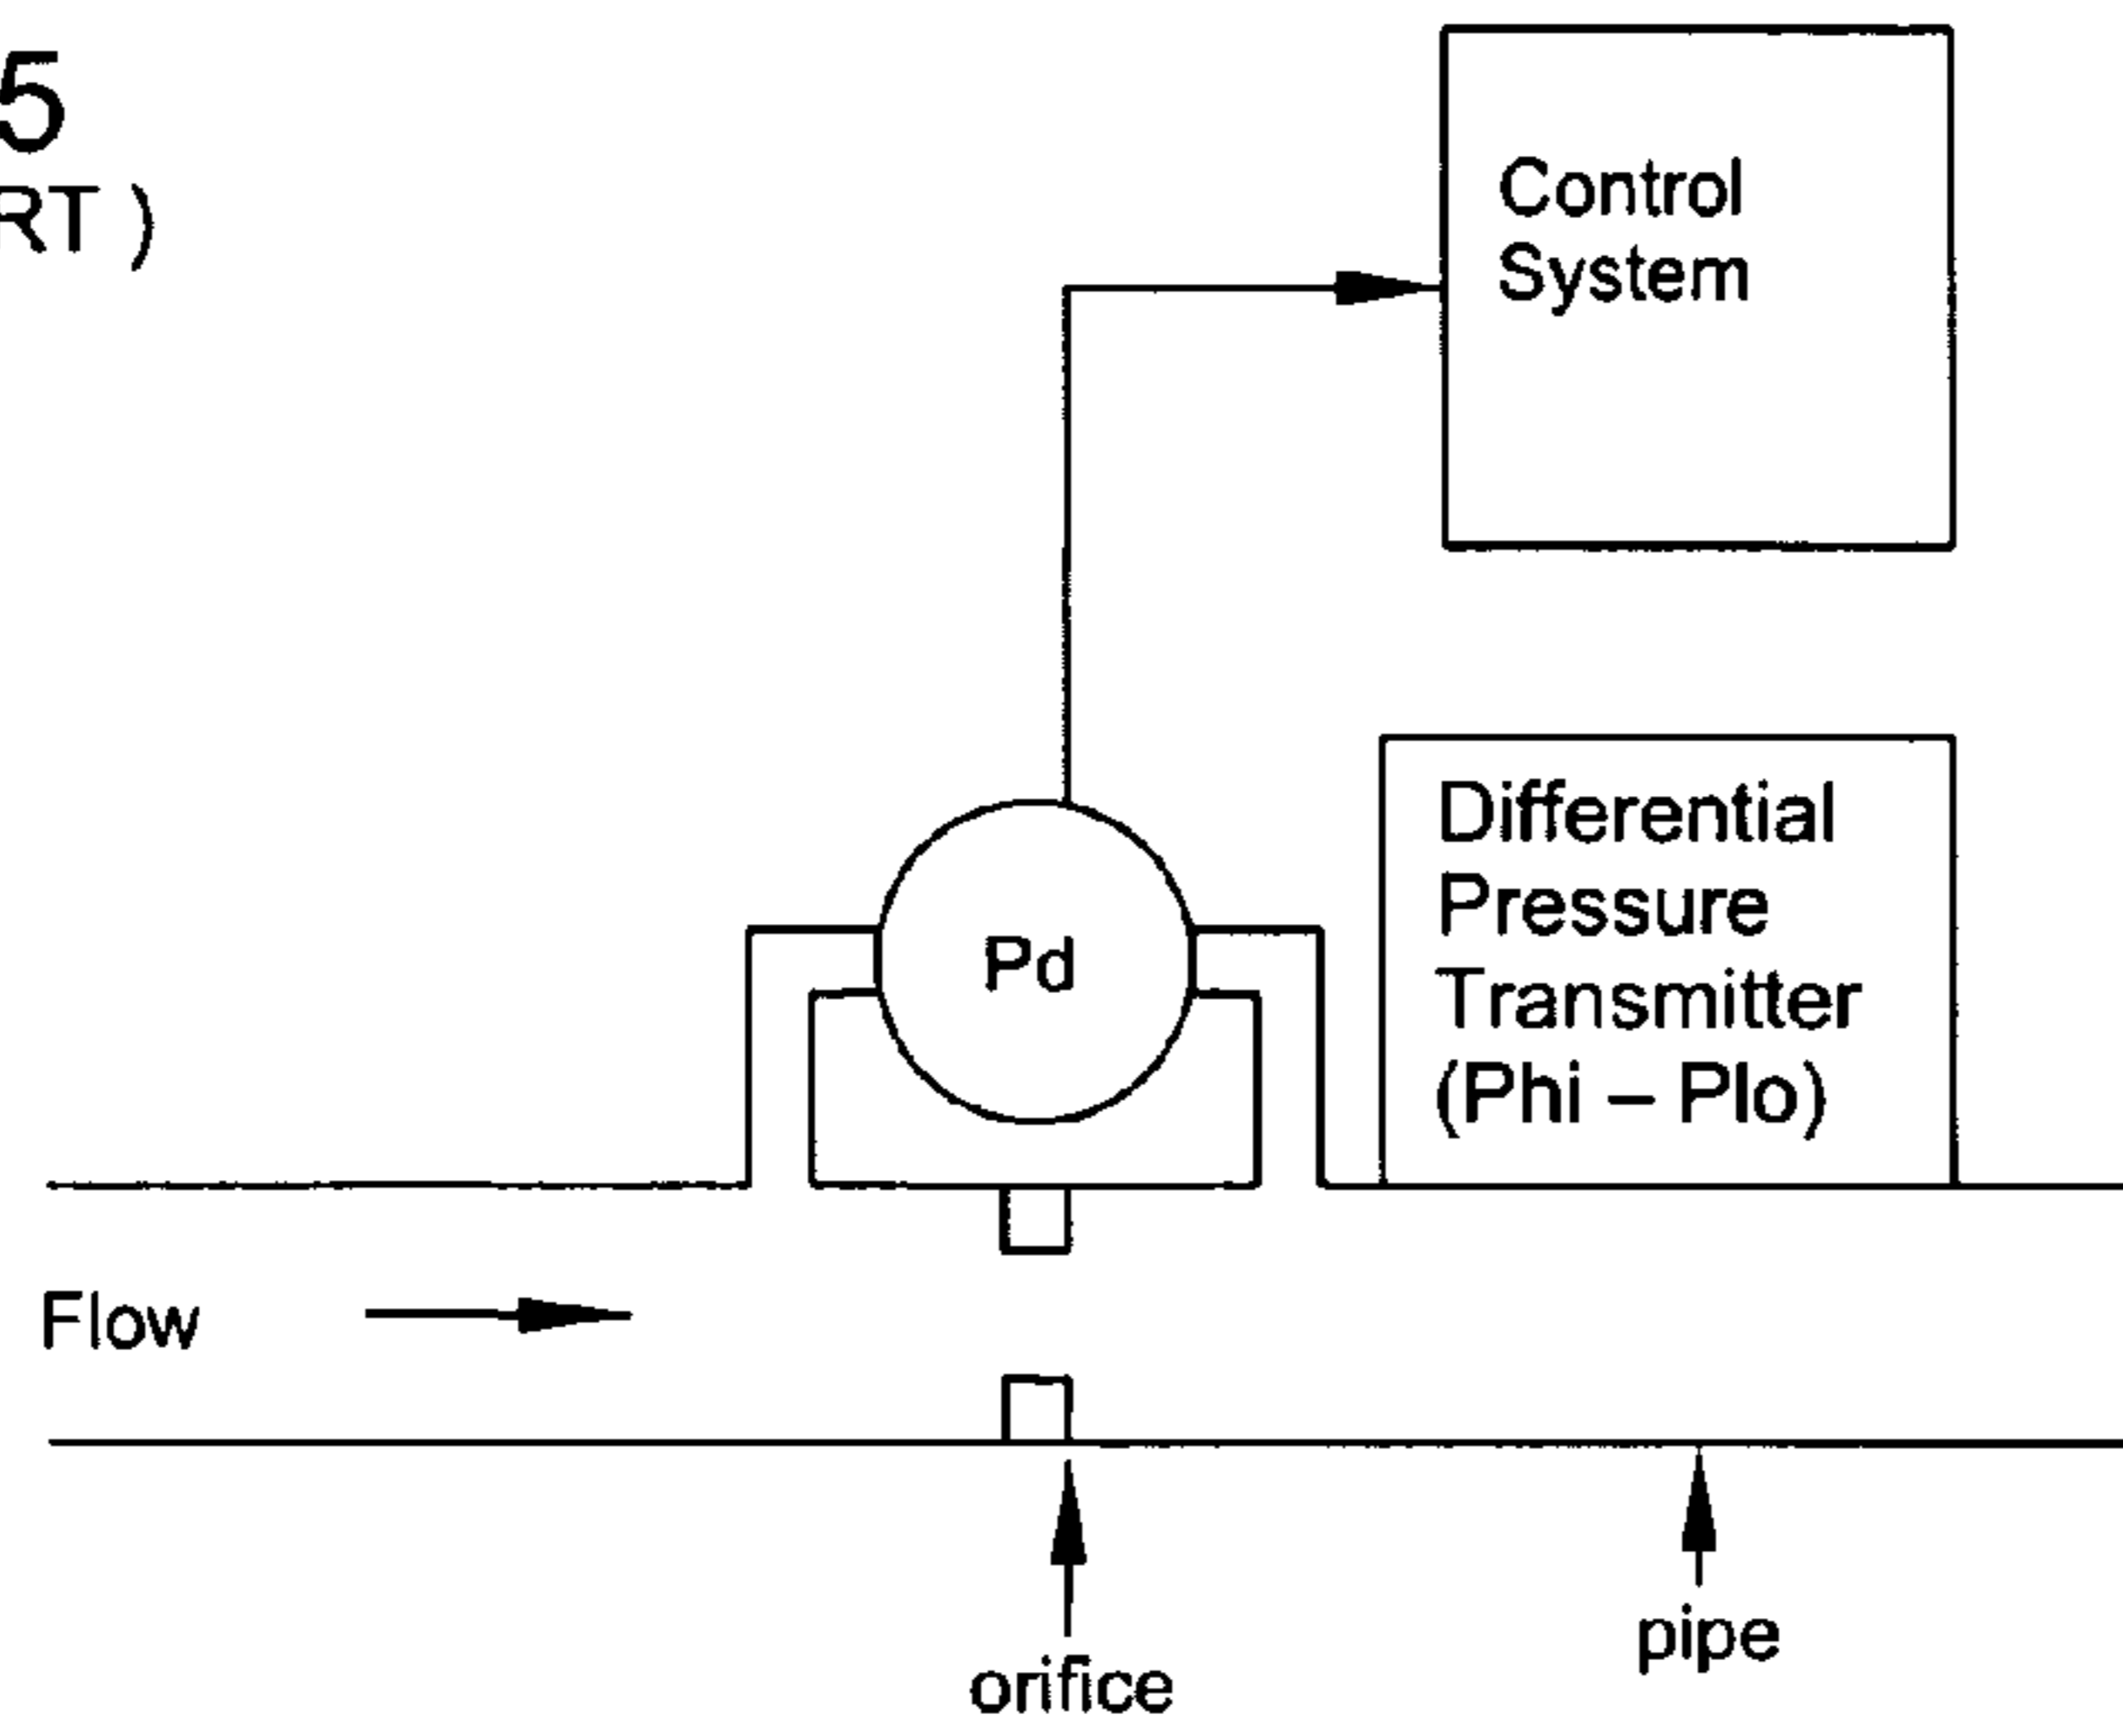 5
RT )
Control
System
Pd
Differential
Pressure
Transmitter
(Phi – Plo)
Flow
orifice
pipe